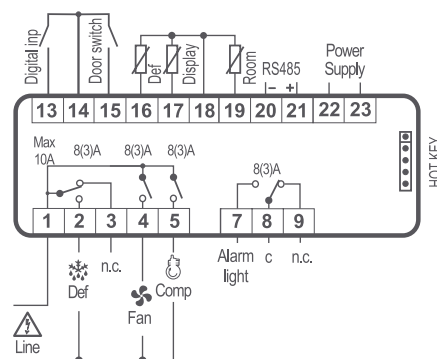 Digital inp
Door switch
Def
Display
Room
RS485
- +
Power
Supply
13 14 15 16 17 18 19 20 21 22 23
Max
10A
8(3)A
8(3)A 8(3)A
8(3)A
HOT KEY
1 2 3 4 5
7 8 9
n.c.
Def
Fan
Comp
Alarm
light
c
n.c.
Line